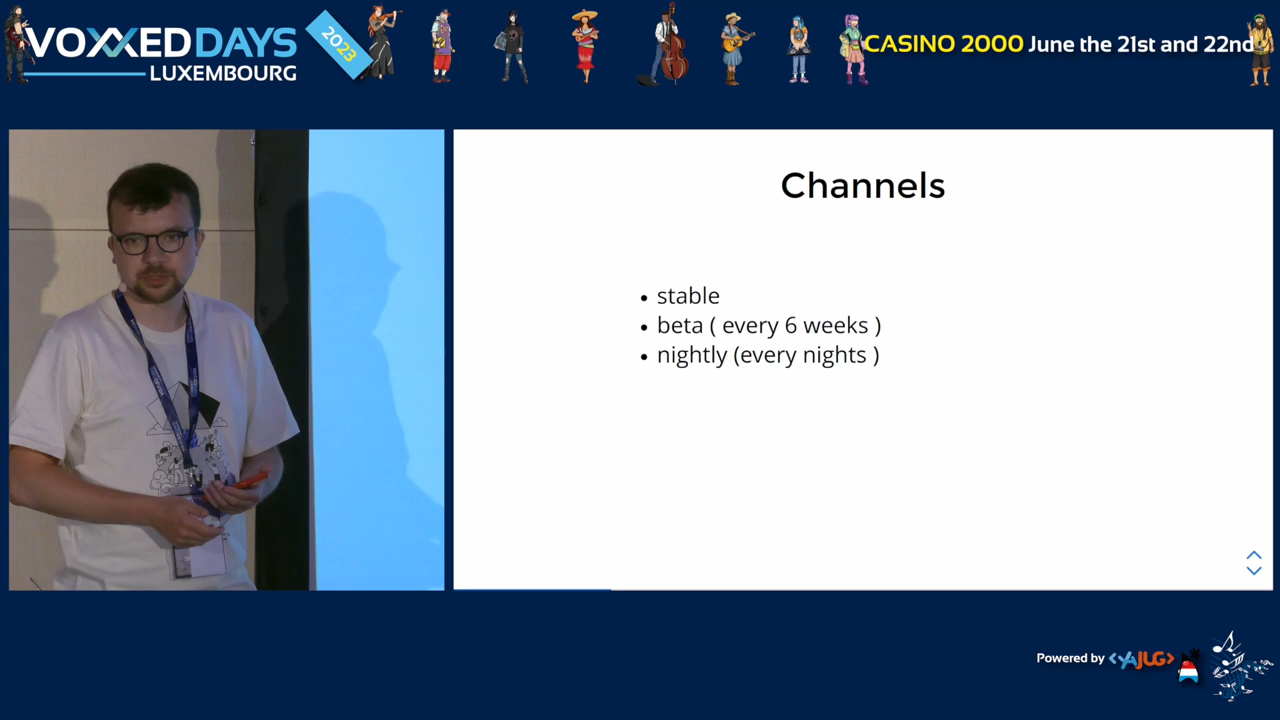 VOXXED DAYS
LUXEMBOURG
2023
CASINO 2000 June the 21st and 22nd
Channels
stable
beta ( every 6 weeks )
nightly (every nights )
Powered by <YAJUG>